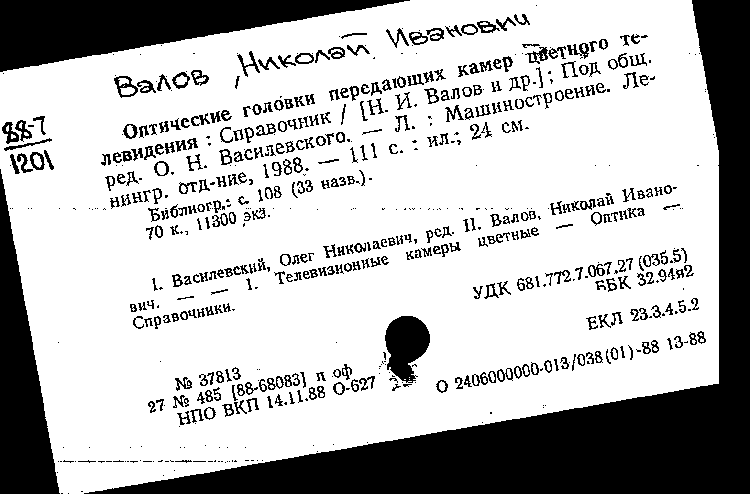 Валов, Николай Иванович
88-7
1201
Оптические головки передающих камер цветного те-
левидения : Справочник / [Н. И. Валов и др.]; Под общ.
ред. О. Н. Василевского. — Л. : Машиностроение. Ле-
нингр. отд-ние, 1988. — 111 с. : ил.; 24 см.
Библиогр.: с. 108 (33 назв.).
70 к., 11300 экз.
1. Василевский, Олег Николаевич, ред. II. Валов, Николай Ивано-
вич. — — 1. Телевизионные камеры цветные — Оптика —
Справочники.
УДК 681.772.7.067.27 (035.5)
ББК 32.94я2
ЕКЛ 23.3.4.5.2
№ 37813
27 № 485 [88-68083] п оф
НПО ВКП 14.11.88 О-627
О 2406000000-013/038(01)-88 13-88